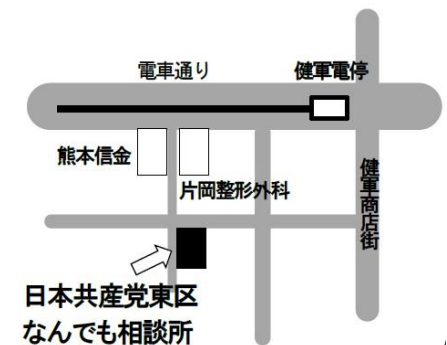 電車通り
健軍電停
熊本信金
片岡整形外科
健軍商店街
日本共産党東区
なんでも相談所